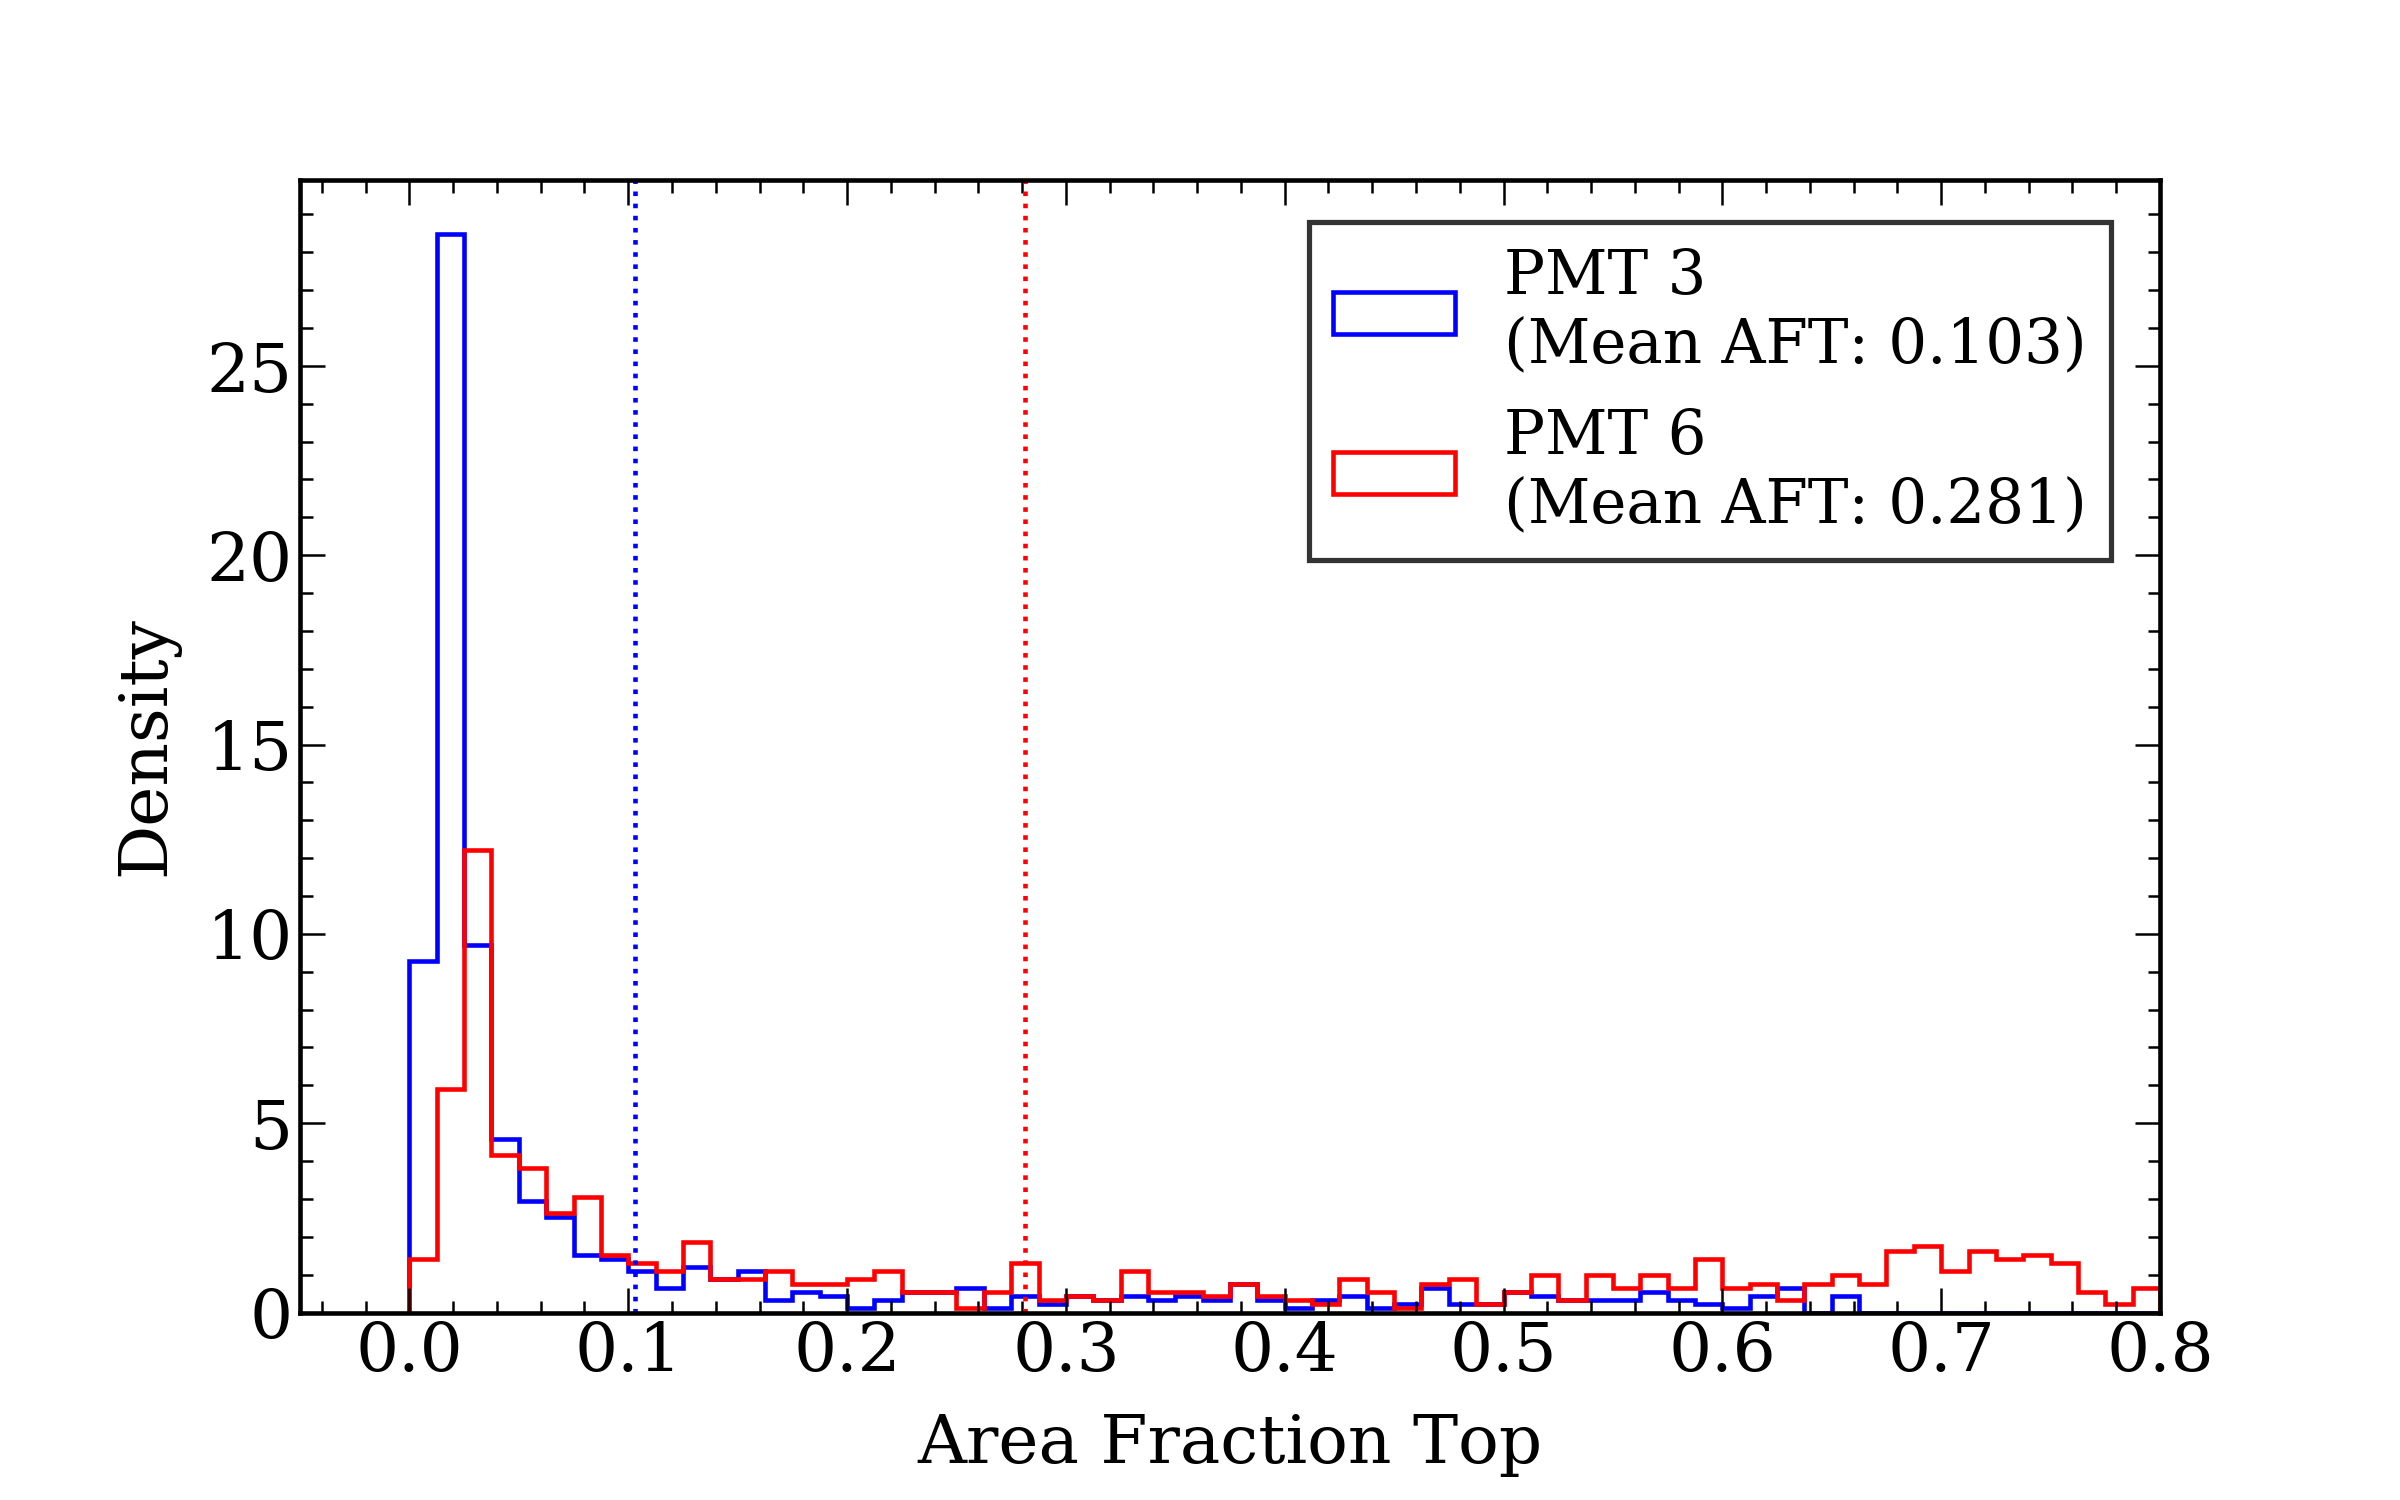 PMT 3
(Mean AFT: 0.103)
PMT 6
(Mean AFT: 0.281)
25
20
15
10
5
0
Density
0.0 0.1 0.2 0.3 0.4 0.5 0.6 0.7 0.8
Area Fraction Top